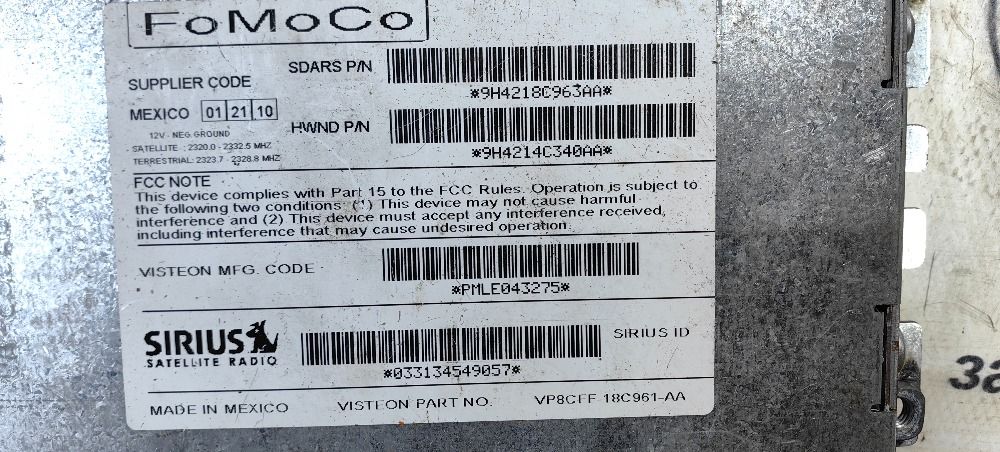 FoMoCo
SUPPLIER CODE
SDARS P/N
*9H4218C963AA*
MEXICO 01 21 10
HWND P/N
*9H4214C340AA*
12V - NEG. GROUND
SATELLITE : 2320.0 - 2332.5 MHZ
TERRESTRIAL: 2323.7 - 2328.8 MHZ
FCC NOTE
This device complies with Part 15 to the FCC Rules. Operation is subject to
the following two conditions: (1) This device may not cause harmful
interference and (2) This device must accept any interference received,
including interference that may cause undesired operation.
VISTEON MFG. CODE
*PMLE043275*
SIRIUS
SATELLITE RADIO
SIRIUS ID
*033134549057*
MADE IN MEXICO VISTEON PART NO. VP8CFF 18C961-AA